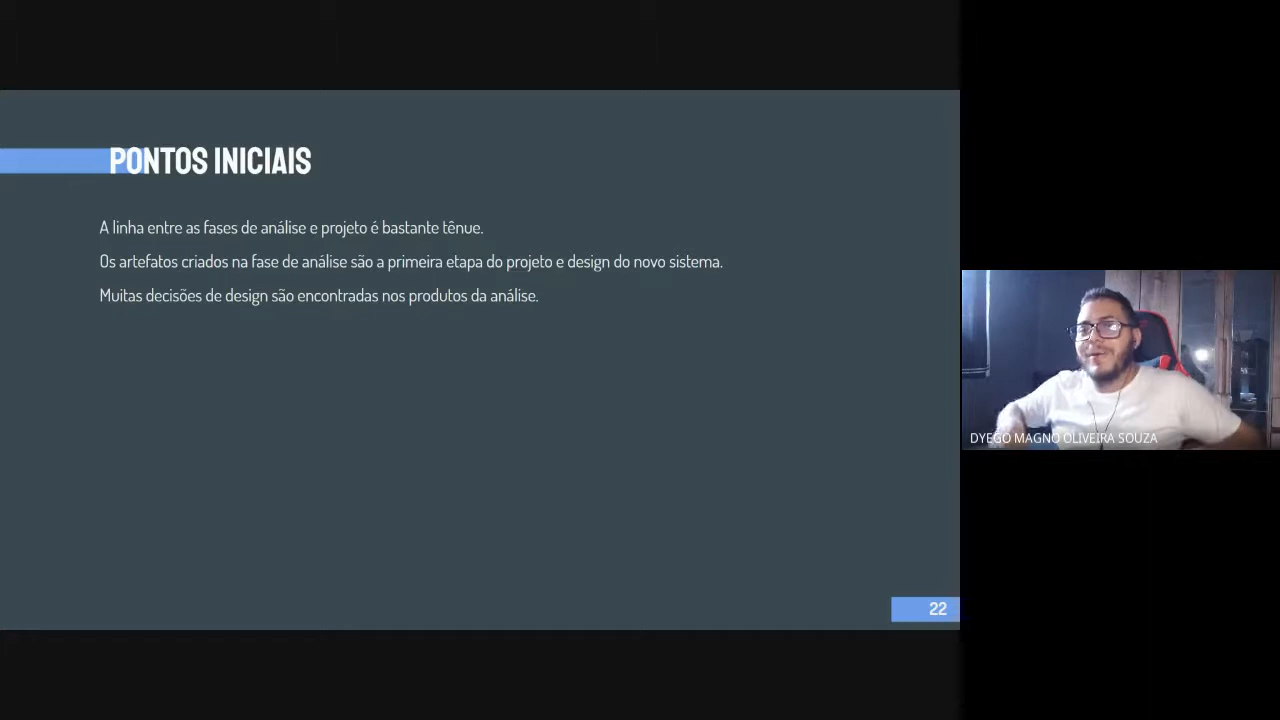 PONTOS INICIAIS
A linha entre as fases de análise e projeto é bastante tênue.
Os artefatos criados na fase de análise são a primeira etapa do projeto e design do novo sistema.
Muitas decisões de design são encontradas nos produtos da análise.
DYEGO MAGNO OLIVEIRA SOUZA
22